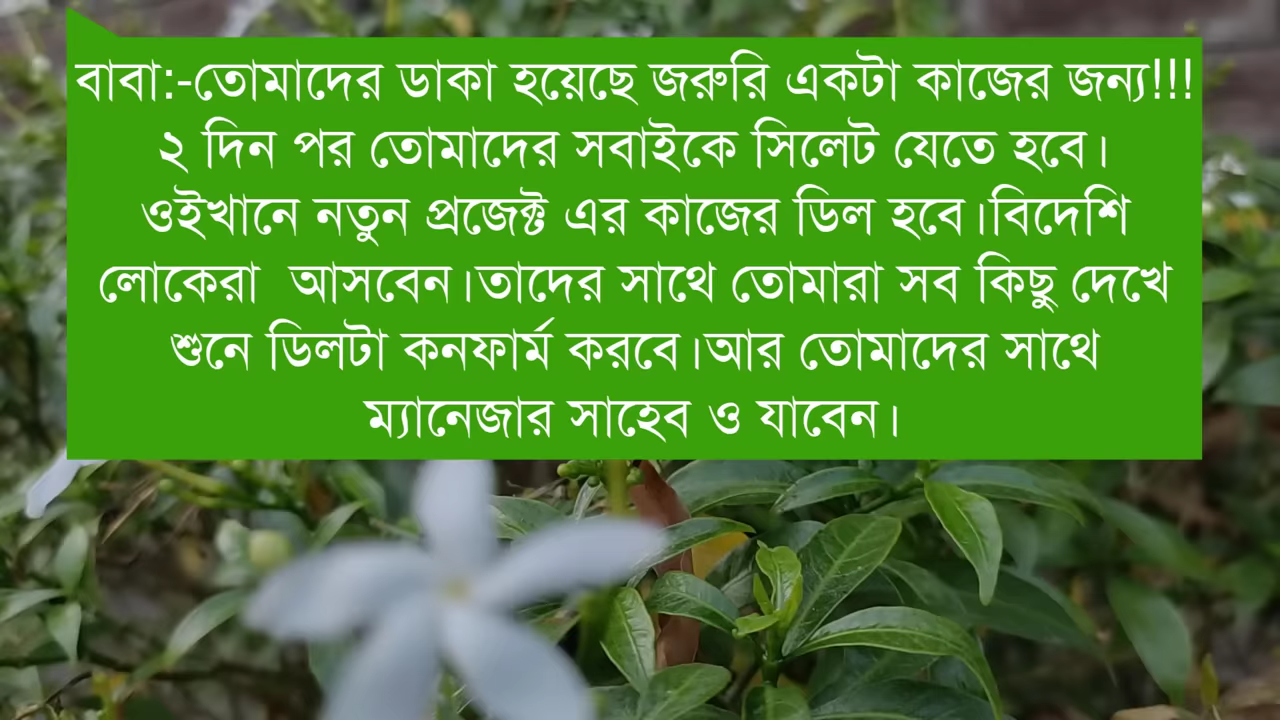 বাবা:-তোমাদের ডাকা হয়েছে জরুরি একটা কাজের জন্য!!!
২ দিন পর তোমাদের সবাইকে সিলেট যেতে হবে।
ওইখানে নতুন প্রজেক্ট এর কাজের ডিল হবে।বিদেশি
লোকেরা  আসবেন।তাদের সাথে তোমারা সব কিছু দেখে
শুনে ডিলটা কনফার্ম করবে।আর তোমাদের সাথে
ম্যানেজার সাহেব ও যাবেন।